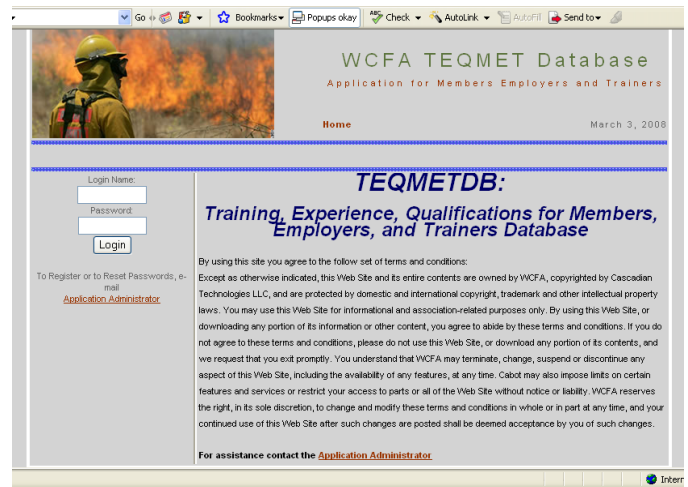 Go Bookmarks Popups okay Check AutoLink AutoFill Send to
WCFA TEQMET Database
Application for Members Employers and Trainers
Home March 3, 2008
Login Name:
Password:
Login
To Register or to Reset Passwords, e-
mail
Application Administrator
TEQMETDB:
Training, Experience, Qualifications for Members,
Employers, and Trainers Database
By using this site you agree to the follow set of terms and conditions:
Except as otherwise indicated, this Web Site and its entire contents are owned by WCFA, copyrighted by Cascadian
Technologies LLC, and are protected by domestic and international copyright, trademark and other intellectual property
laws. You may use this Web Site for informational and association-related purposes only. By using this Web Site, or
downloading any portion of its information or other content, you agree to abide by these terms and conditions. If you do
not agree to these terms and conditions, please do not use this Web Site, or download any portion of its contents, and
we request that you exit promptly. You understand that WCFA may terminate, change, suspend or discontinue any
aspect of this Web Site, including the availability of any features, at any time. Cabot may also impose limits on certain
features and services or restrict your access to parts or all of the Web Site without notice or liability. WCFA reserves
the right, in its sole discretion, to change and modify these terms and conditions in whole or in part at any time, and your
continued use of this Web Site after such changes are posted shall be deemed acceptance by you of such changes.
For assistance contact the Application Administrator
Intern